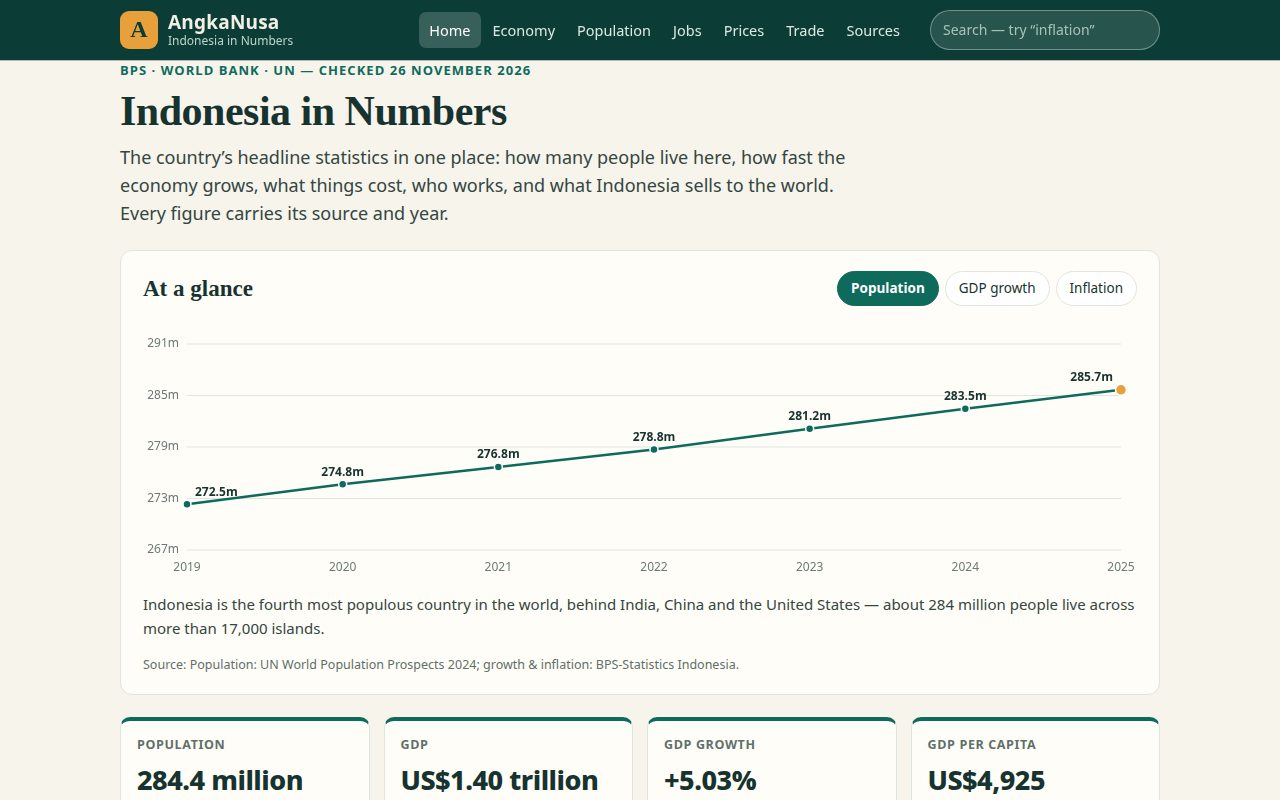 A
AngkaNusa
Indonesia in Numbers
Home
Economy
Population
Jobs
Prices
Trade
Sources
Search — try “inflation”
BPS · WORLD BANK · UN — CHECKED 26 NOVEMBER 2026
Indonesia in Numbers
The country’s headline statistics in one place: how many people live here, how fast the
economy grows, what things cost, who works, and what Indonesia sells to the world.
Every figure carries its source and year.
At a glance
Population
GDP growth
Inflation
291m
285m
279m
273m
267m
272.5m
274.8m
276.8m
278.8m
281.2m
283.5m
285.7m
2019
2020
2021
2022
2023
2024
2025
Indonesia is the fourth most populous country in the world, behind India, China and the United States — about 284 million people live across
more than 17,000 islands.
Source: Population: UN World Population Prospects 2024; growth & inflation: BPS-Statistics Indonesia.
POPULATION
284.4 million
GDP
US$1.40 trillion
GDP GROWTH
+5.03%
GDP PER CAPITA
US$4,925